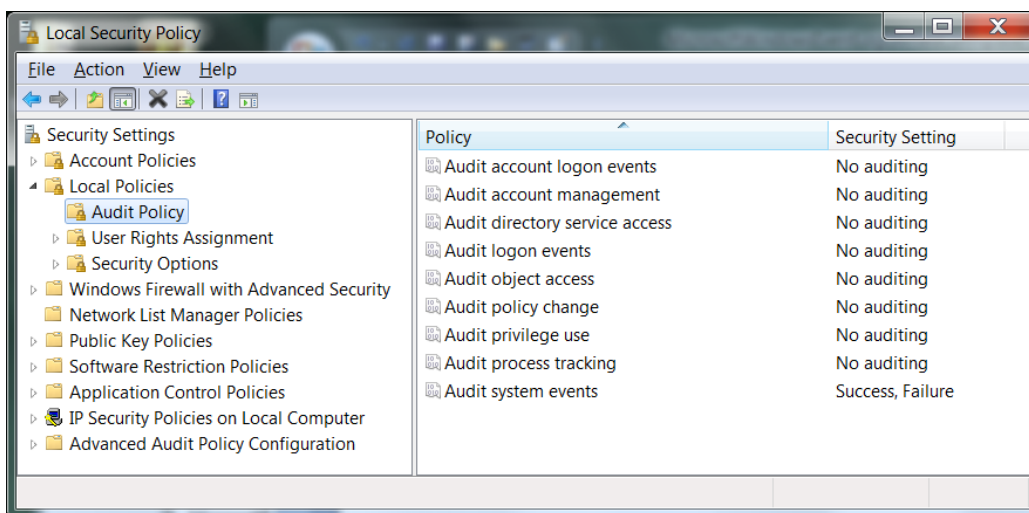 Local Security Policy
File Action View Help
Security Settings
Account Policies
Local Policies
Audit Policy
User Rights Assignment
Security Options
Windows Firewall with Advanced Security
Network List Manager Policies
Public Key Policies
Software Restriction Policies
Application Control Policies
IP Security Policies on Local Computer
Advanced Audit Policy Configuration
Policy Security Setting
Audit account logon events No auditing
Audit account management No auditing
Audit directory service access No auditing
Audit logon events No auditing
Audit object access No auditing
Audit policy change No auditing
Audit privilege use No auditing
Audit process tracking No auditing
Audit system events Success, Failure